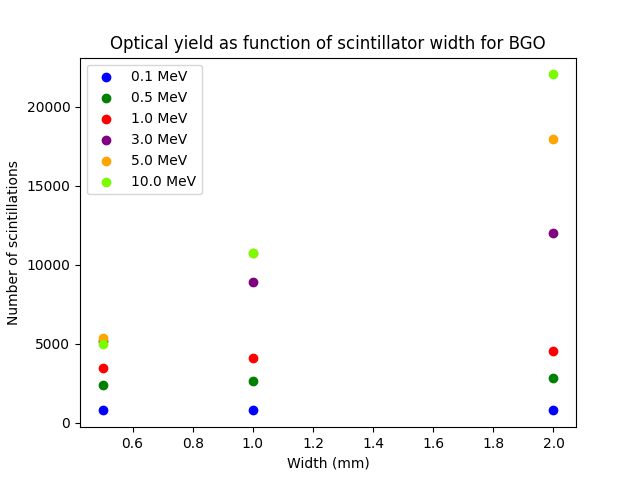 Optical yield as function of scintillator width for BGO
0.1 MeV
0.5 MeV
1.0 MeV
3.0 MeV
5.0 MeV
10.0 MeV
Number of scintillations
20000
15000
10000
5000
0
0.6 0.8 1.0 1.2 1.4 1.6 1.8 2.0
Width (mm)